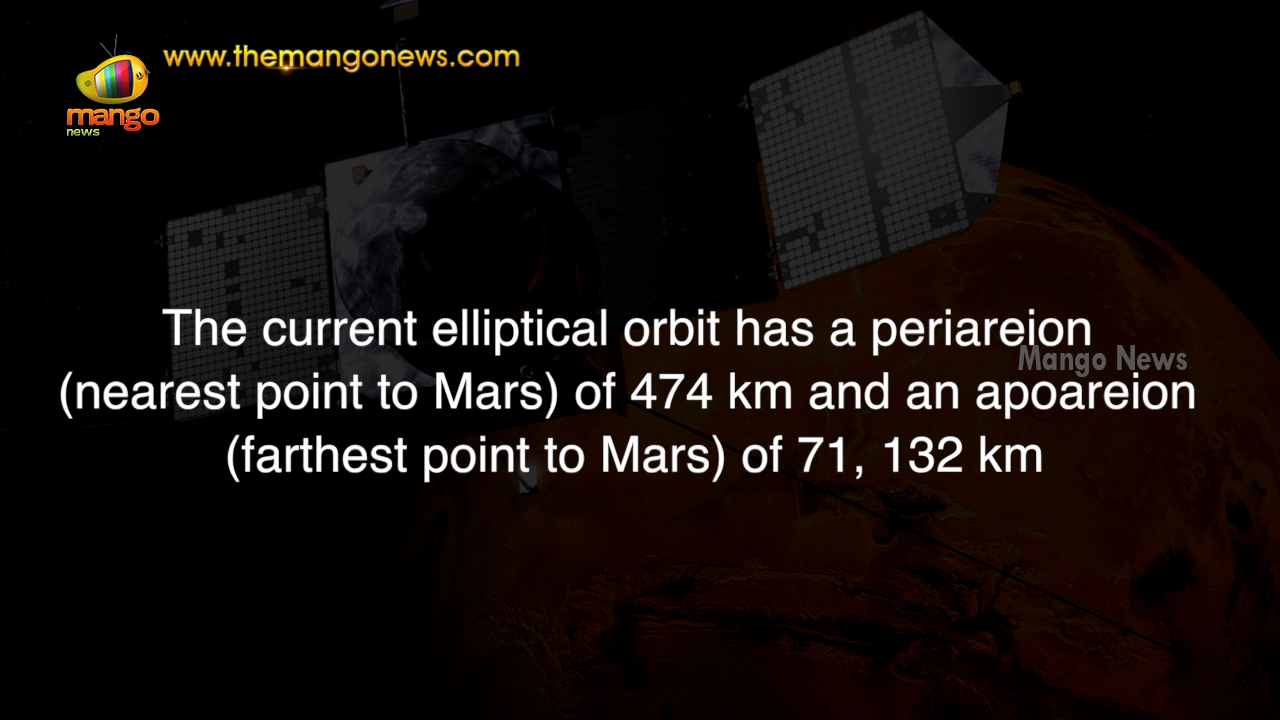 www.themangonews.com
mango
news
The current elliptical orbit has a periareion
Mango News
(nearest point to Mars) of 474 km and an apoareion
(farthest point to Mars) of 71, 132 km